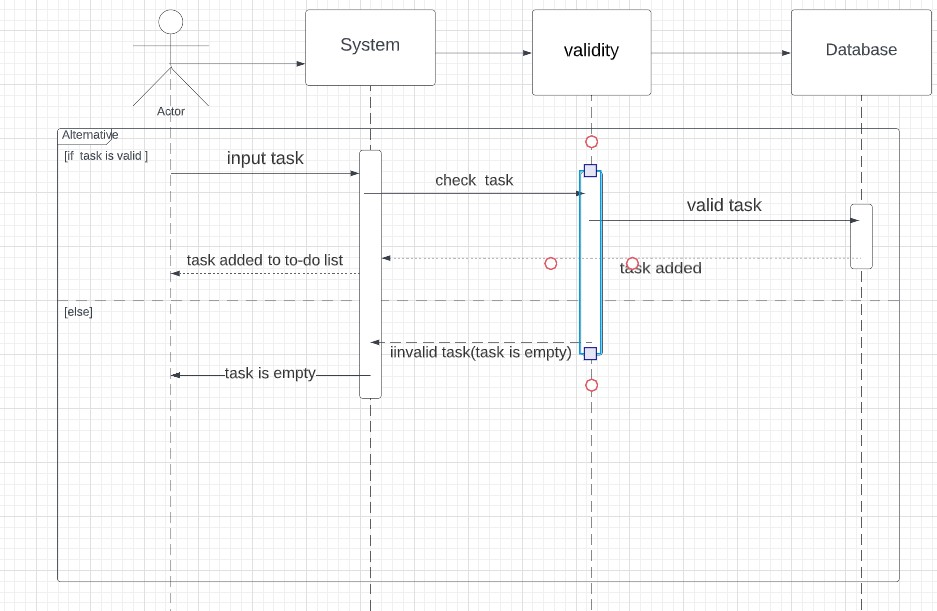 System
validity
Database
Actor
Alternative
[if  task is valid ]
input task
check  task
valid task
task added to to-do list
task added
[else]
iinvalid task(task is empty)
task is empty